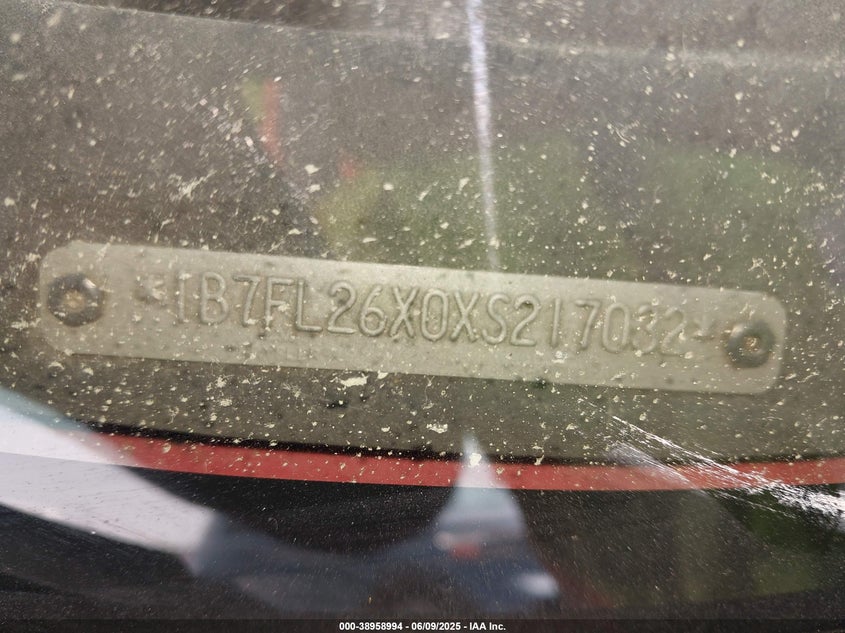 *1B7FL26X0XS217032*
000-38958994 - 06/09/2025 - IAA Inc.